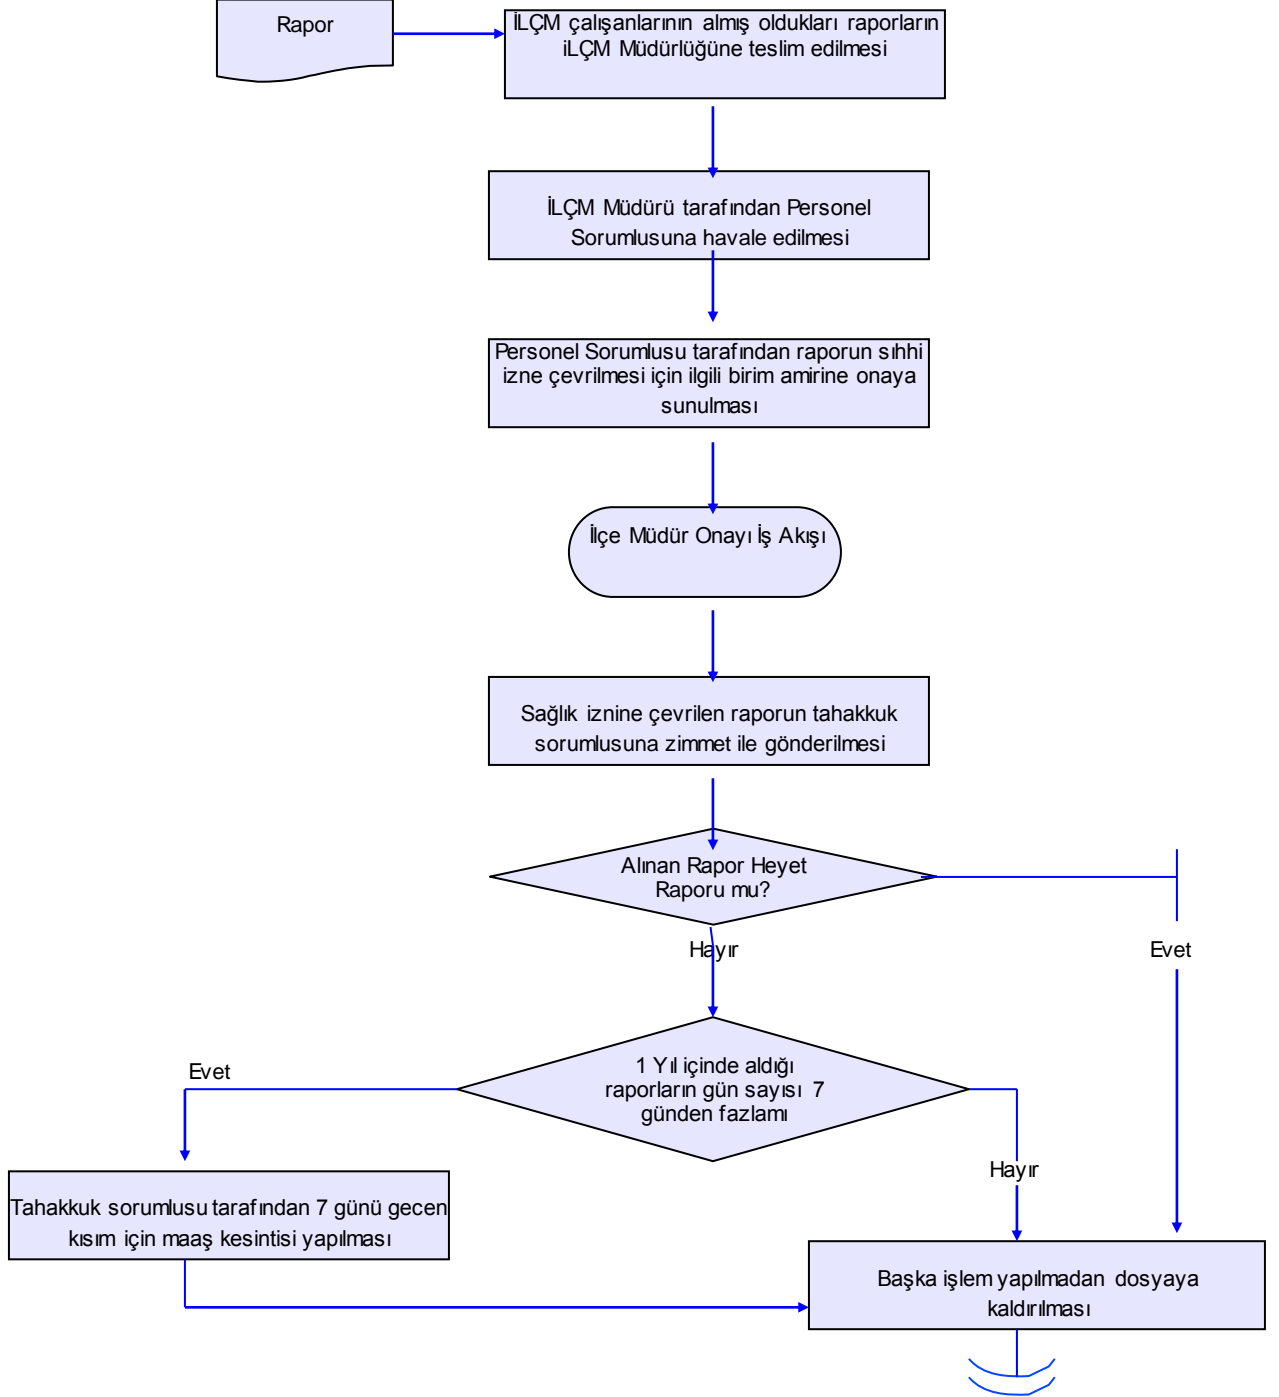 Rapor
İLÇM çalışanlarının almış oldukları raporların
iLÇM Müdürlüğüne teslim edilmesi
İLÇM Müdürü tarafından Personel
Sorumlusuna havale edilmesi
Personel Sorumlusu tarafından raporun sıhhi
izne çevrilmesi için ilgili birim amirine onaya
sunulması
İlçe Müdür Onayı İş Akışı
Sağlık iznine çevrilen raporun tahakkuk
sorumlusuna zimmet ile gönderilmesi
Alınan Rapor Heyet
Raporu mu?
Hayır
Evet
1 Yıl içinde aldığı
raporların gün sayısı 7
günden fazlamı
Evet
Hayır
Tahakkuk sorumlusu tarafından 7 günü gecen
kısım için maaş kesintisi yapılması
Başka işlem yapılmadan dosyaya
kaldırılması